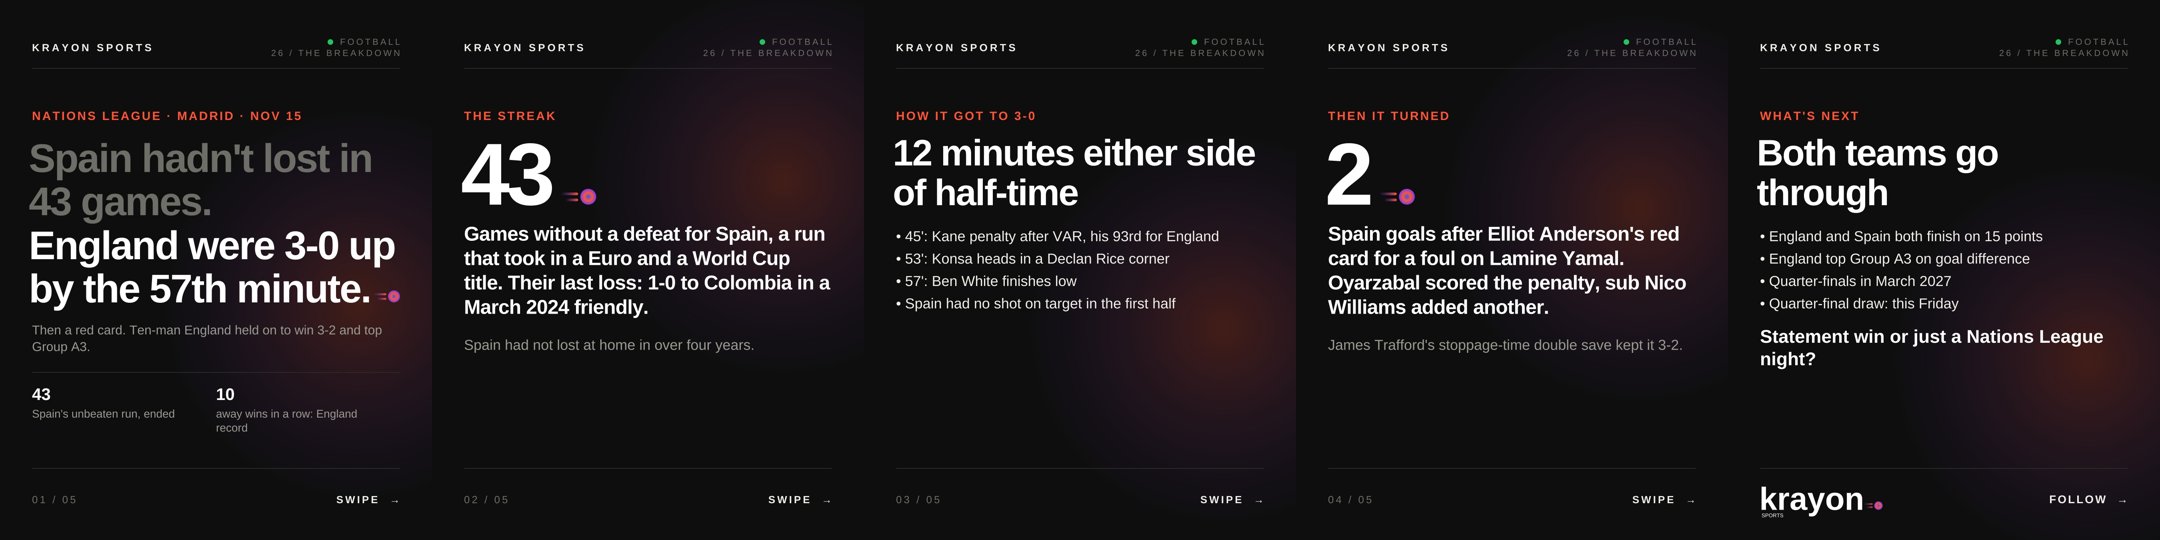 KRAYON SPORTS
● FOOTBALL
26 / THE BREAKDOWN
NATIONS LEAGUE · MADRID · NOV 15
Spain hadn't lost in
43 games.
England were 3-0 up
by the 57th minute.
Then a red card. Ten-man England held on to win 3-2 and top
Group A3.
43
Spain's unbeaten run, ended
10
away wins in a row: England
record
01 / 05
SWIPE →
KRAYON SPORTS
● FOOTBALL
26 / THE BREAKDOWN
THE STREAK
43
Games without a defeat for Spain, a run
that took in a Euro and a World Cup
title. Their last loss: 1-0 to Colombia in a
March 2024 friendly.
Spain had not lost at home in over four years.
02 / 05
SWIPE →
KRAYON SPORTS
● FOOTBALL
26 / THE BREAKDOWN
HOW IT GOT TO 3-0
12 minutes either side
of half-time
• 45': Kane penalty after VAR, his 93rd for England
• 53': Konsa heads in a Declan Rice corner
• 57': Ben White finishes low
• Spain had no shot on target in the first half
03 / 05
SWIPE →
KRAYON SPORTS
● FOOTBALL
26 / THE BREAKDOWN
THEN IT TURNED
2
Spain goals after Elliot Anderson's red
card for a foul on Lamine Yamal.
Oyarzabal scored the penalty, sub Nico
Williams added another.
James Trafford's stoppage-time double save kept it 3-2.
04 / 05
SWIPE →
KRAYON SPORTS
● FOOTBALL
26 / THE BREAKDOWN
WHAT'S NEXT
Both teams go
through
• England and Spain both finish on 15 points
• England top Group A3 on goal difference
• Quarter-finals in March 2027
• Quarter-final draw: this Friday
Statement win or just a Nations League
night?
krayon
SPORTS
FOLLOW →